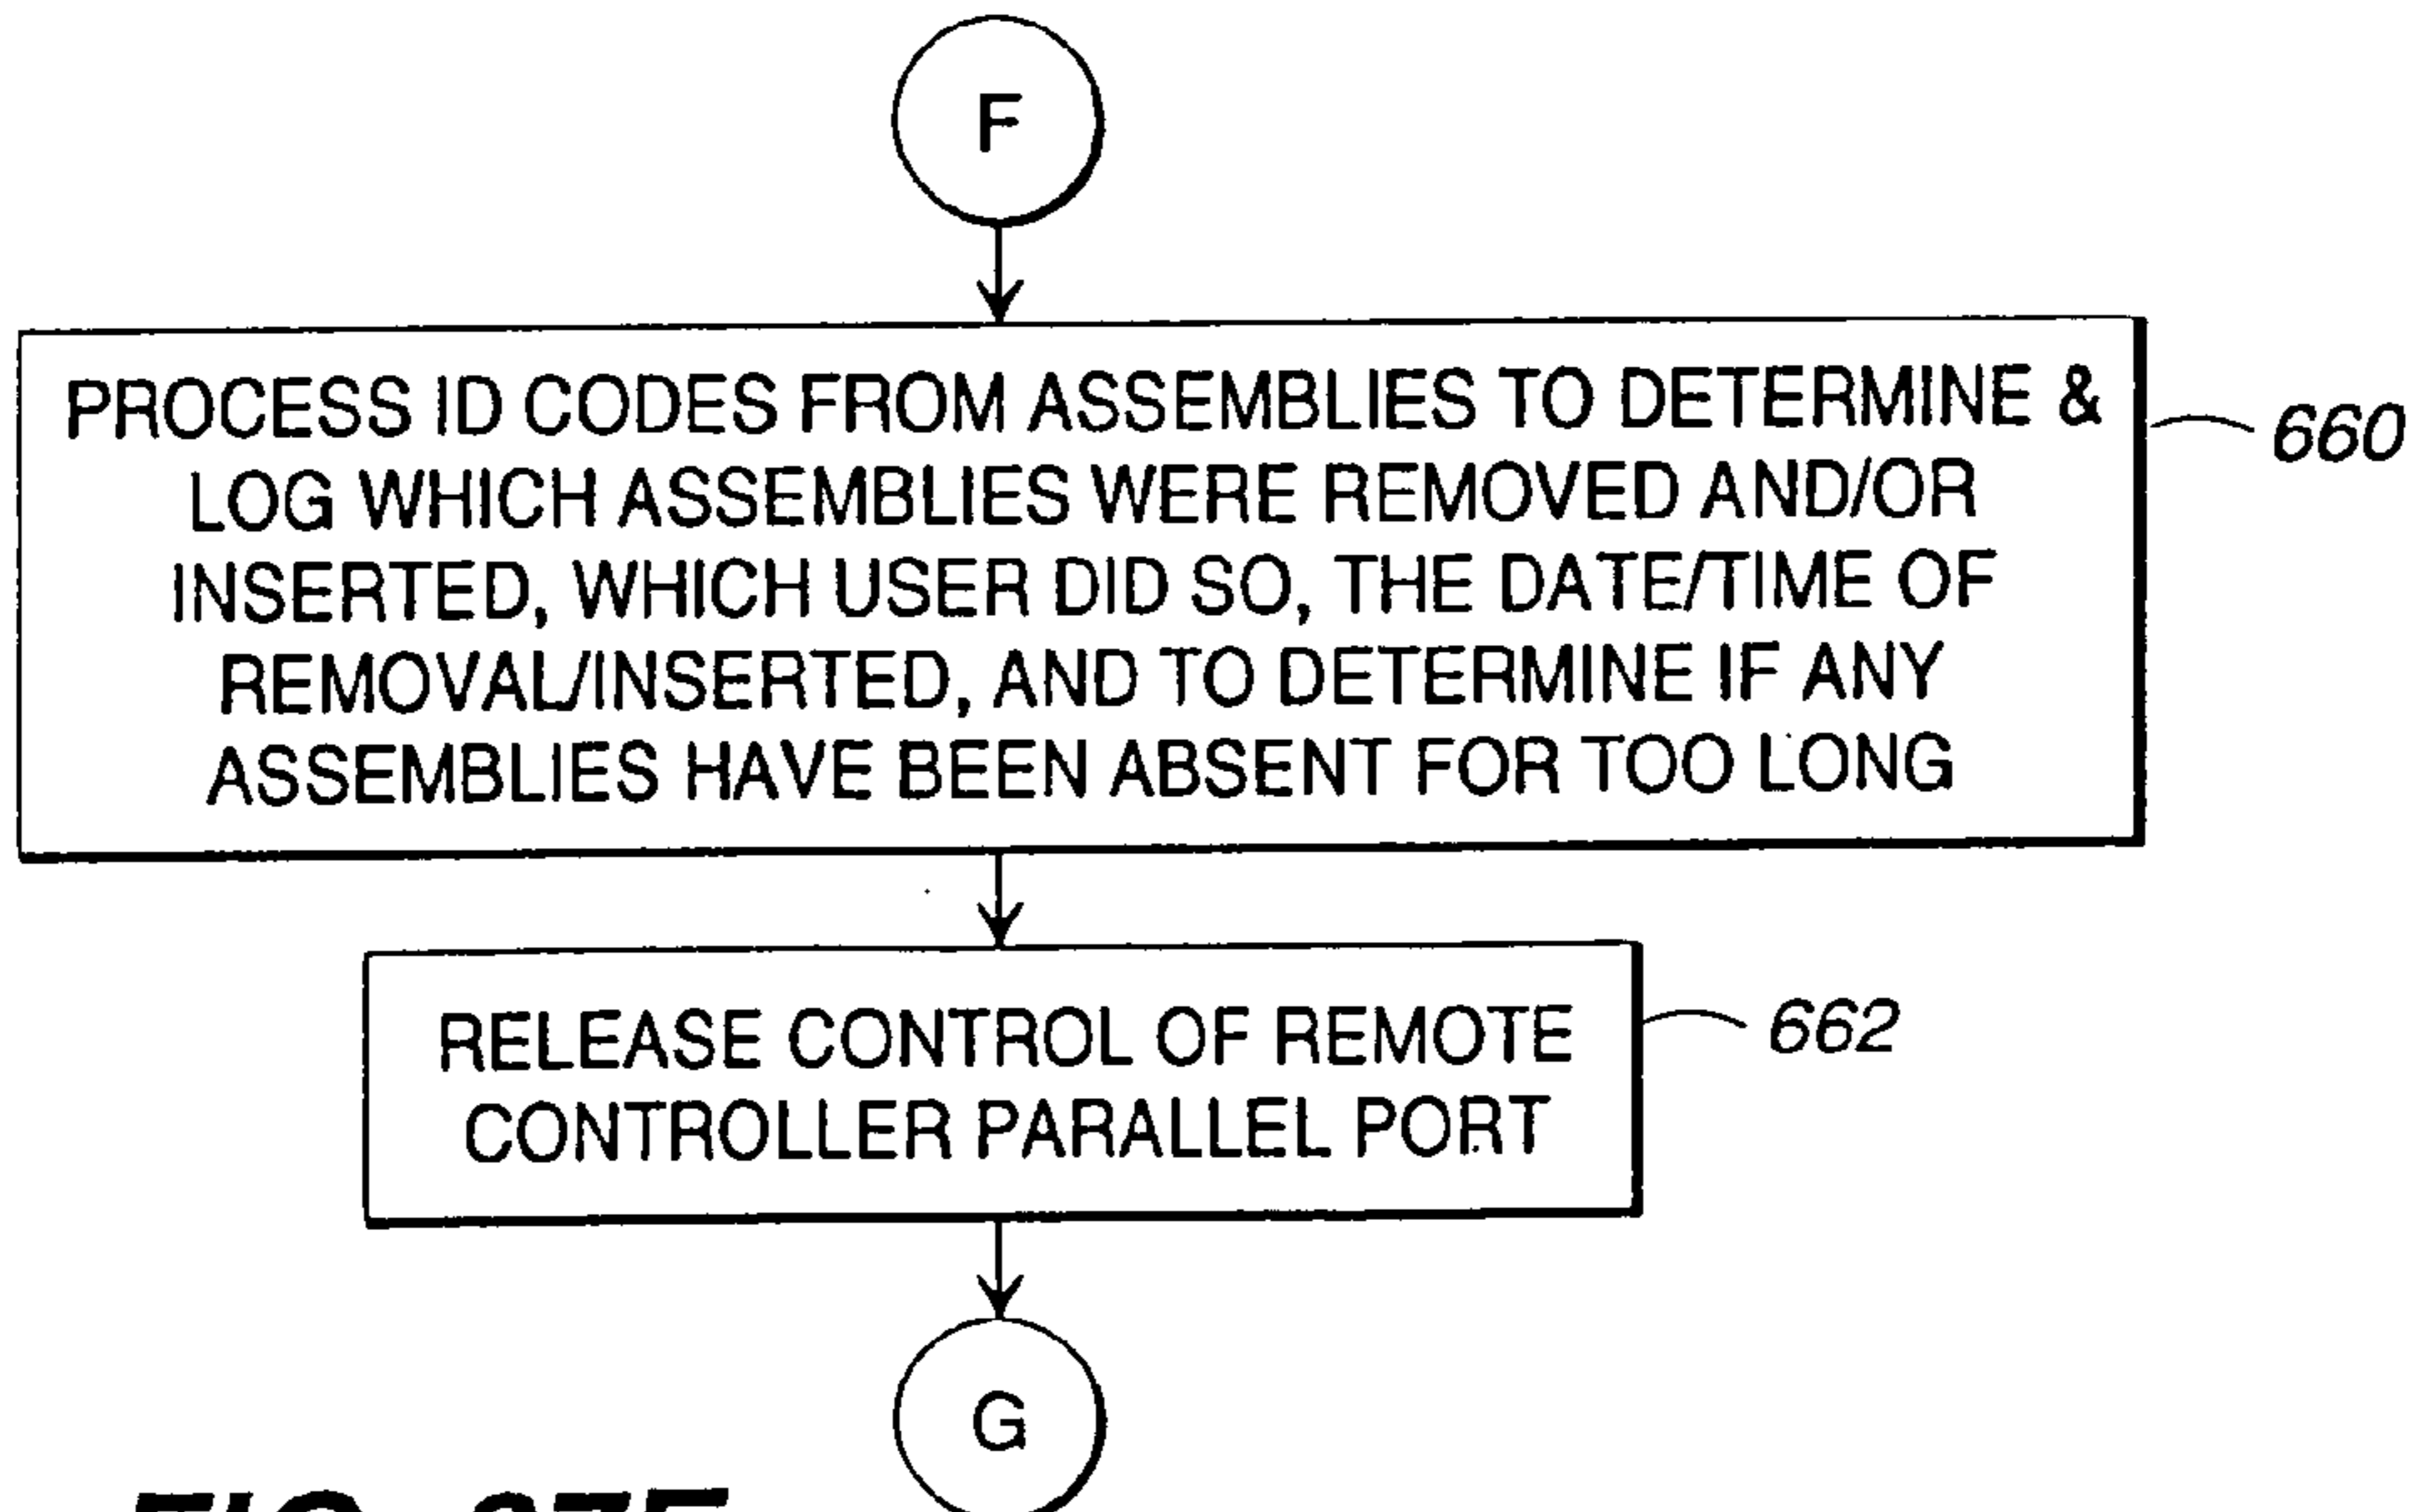 F
PROCESS ID CODES FROM ASSEMBLIES TO DETERMINE &
LOG WHICH ASSEMBLIES WERE REMOVED AND/OR
INSERTED, WHICH USER DID SO, THE DATE/TIME OF
REMOVAL/INSERTED, AND TO DETERMINE IF ANY
ASSEMBLIES HAVE BEEN ABSENT FOR TOO LONG
660
RELEASE CONTROL OF REMOTE
CONTROLLER PARALLEL PORT
662
G